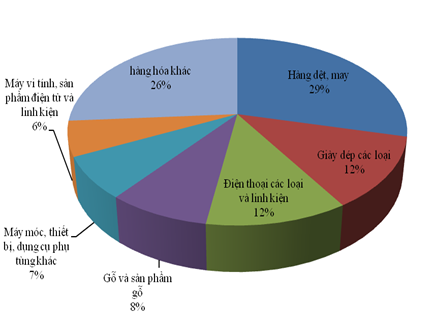 hàng hóa khác
26%
Hàng dệt, may
29%
Máy vi tính, sản
phẩm điện tử và
linh kiện
6%
Giày dép các loại
12%
Điện thoại các loại
và linh kiện
12%
Máy móc, thiết
bị, dụng cụ phụ
tùng khác
7%
Gỗ và sản phẩm
gỗ
8%